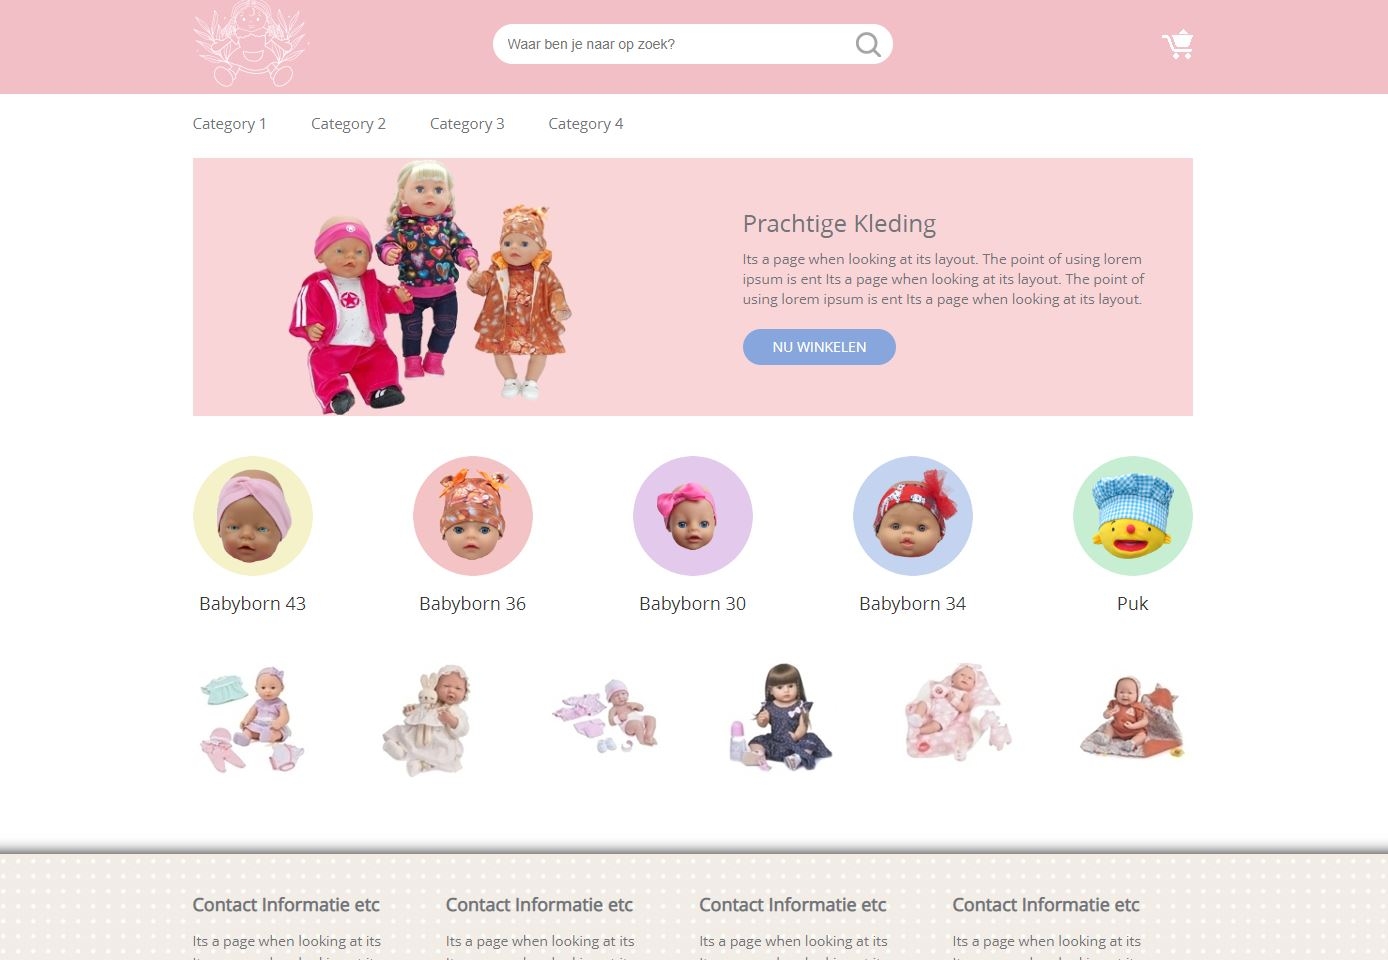 Waar ben je naar op zoek?
Category 1
Category 2
Category 3
Category 4
Prachtige Kleding
Its a page when looking at its layout. The point of using lorem
ipsum is ent Its a page when looking at its layout. The point of
using lorem ipsum is ent Its a page when looking at its layout.
NU WINKELEN
Babyborn 43
Babyborn 36
Babyborn 30
Babyborn 34
Puk
Contact Informatie etc
Its a page when looking at its
Contact Informatie etc
Its a page when looking at its
Contact Informatie etc
Its a page when looking at its
Contact Informatie etc
Its a page when looking at its